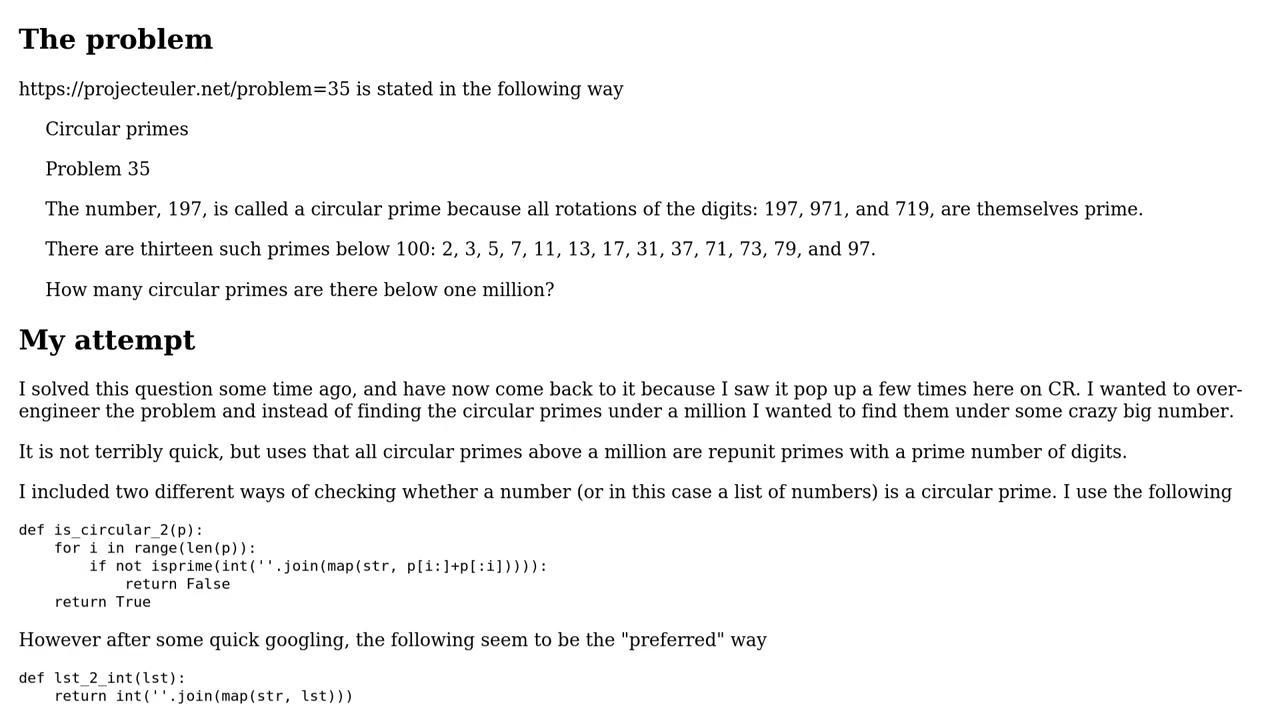 The problem
https://projecteuler.net/problem=35 is stated in the following way
Circular primes
Problem 35
The number, 197, is called a circular prime because all rotations of the digits: 197, 971, and 719, are themselves prime.
There are thirteen such primes below 100: 2, 3, 5, 7, 11, 13, 17, 31, 37, 71, 73, 79, and 97.
How many circular primes are there below one million?
My attempt
I solved this question some time ago, and have now come back to it because I saw it pop up a few times here on CR. I wanted to over-
engineer the problem and instead of finding the circular primes under a million I wanted to find them under some crazy big number.
It is not terribly quick, but uses that all circular primes above a million are repunit primes with a prime number of digits.
I included two different ways of checking whether a number (or in this case a list of numbers) is a circular prime. I use the following
def is_circular_2(p):
    for i in range(len(p)):
        if not isprime(int(''.join(map(str, p[i:]+p[:i])))):
            return False
    return True
However after some quick googling, the following seem to be the "preferred" way
def lst_2_int(lst):
    return int(''.join(map(str, lst)))